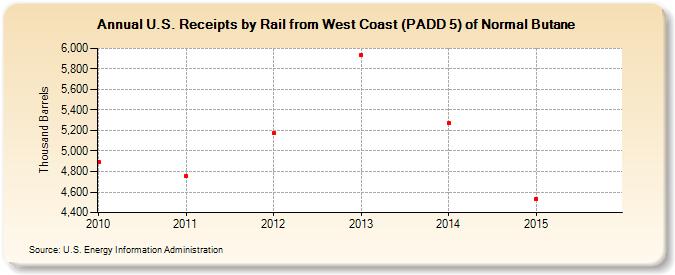 Annual U.S. Receipts by Rail from West Coast (PADD 5) of Normal Butane
Thousand Barrels
6,000
5,800
5,600
5,400
5,200
5,000
4,800
4,600
4,400
2010 2011 2012 2013 2014 2015
Source: U.S. Energy Information Administration